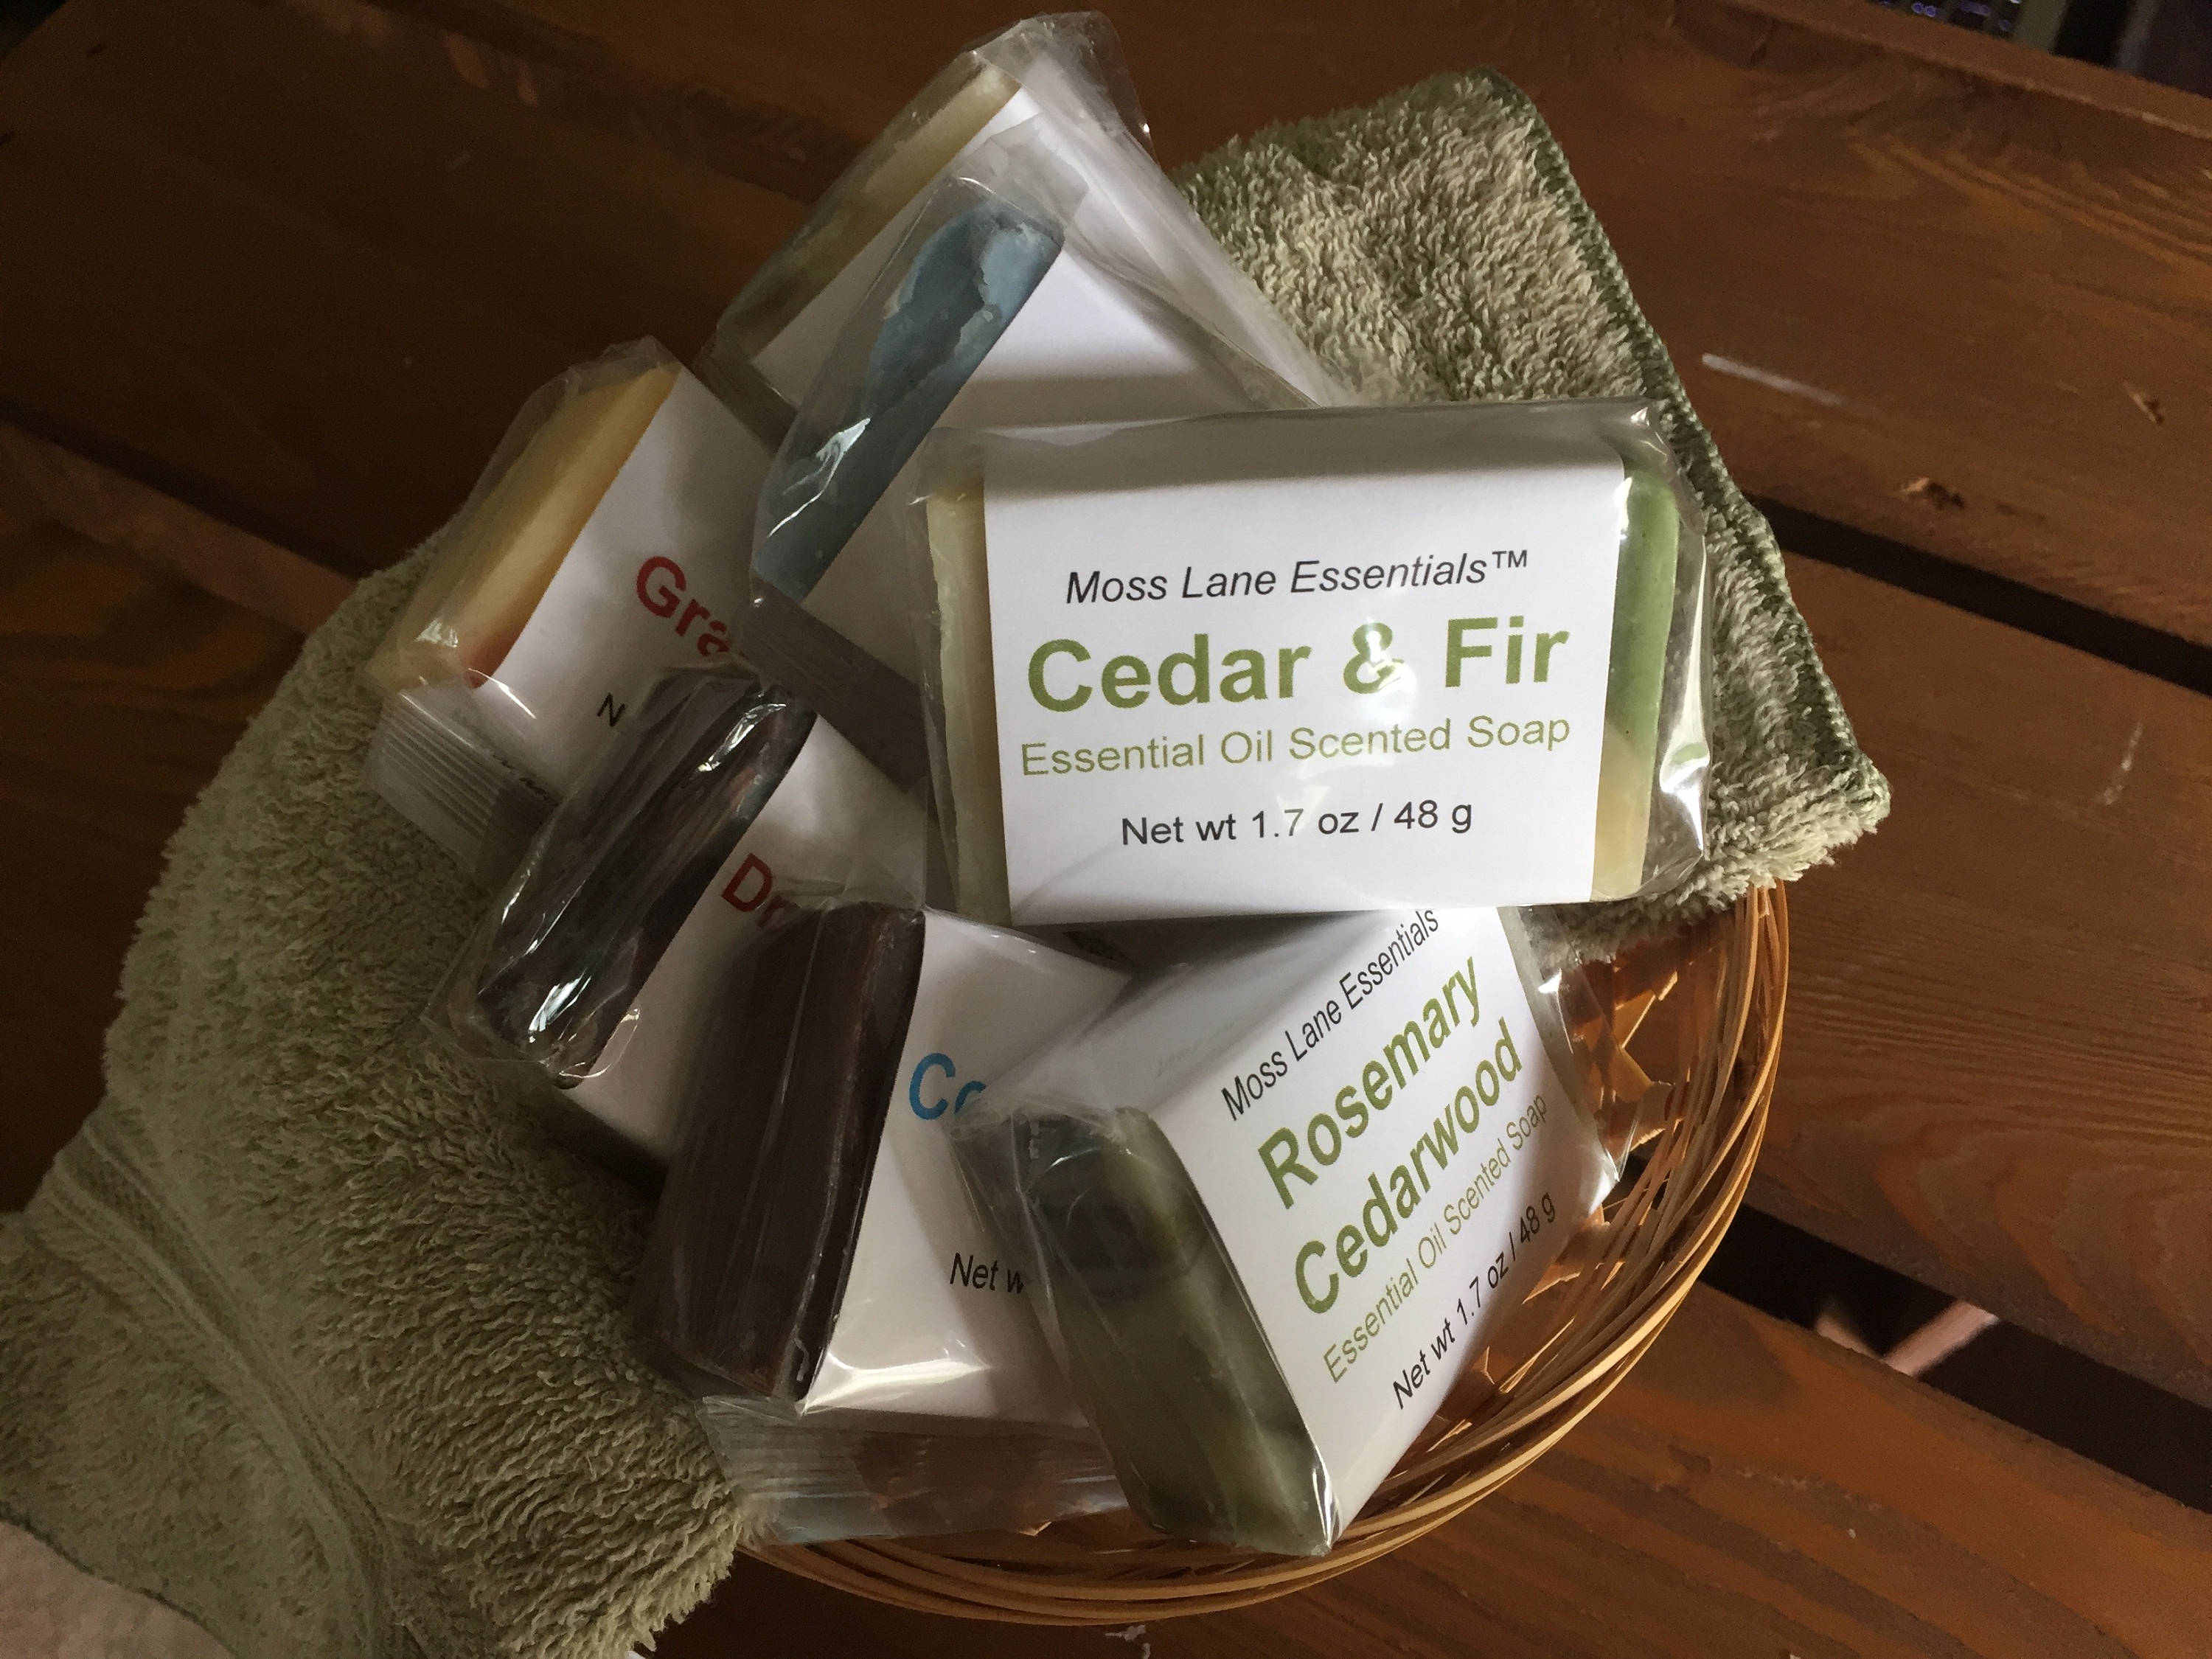 Moss Lane Essentials™
Cedar & Fir
Essential Oil Scented Soap
Net wt 1.7 oz / 48 g
Moss Lane Essentials
Rosemary
Cedarwood
Essential Oil Scented Soap
Net wt 1.7 oz / 48 g
Net